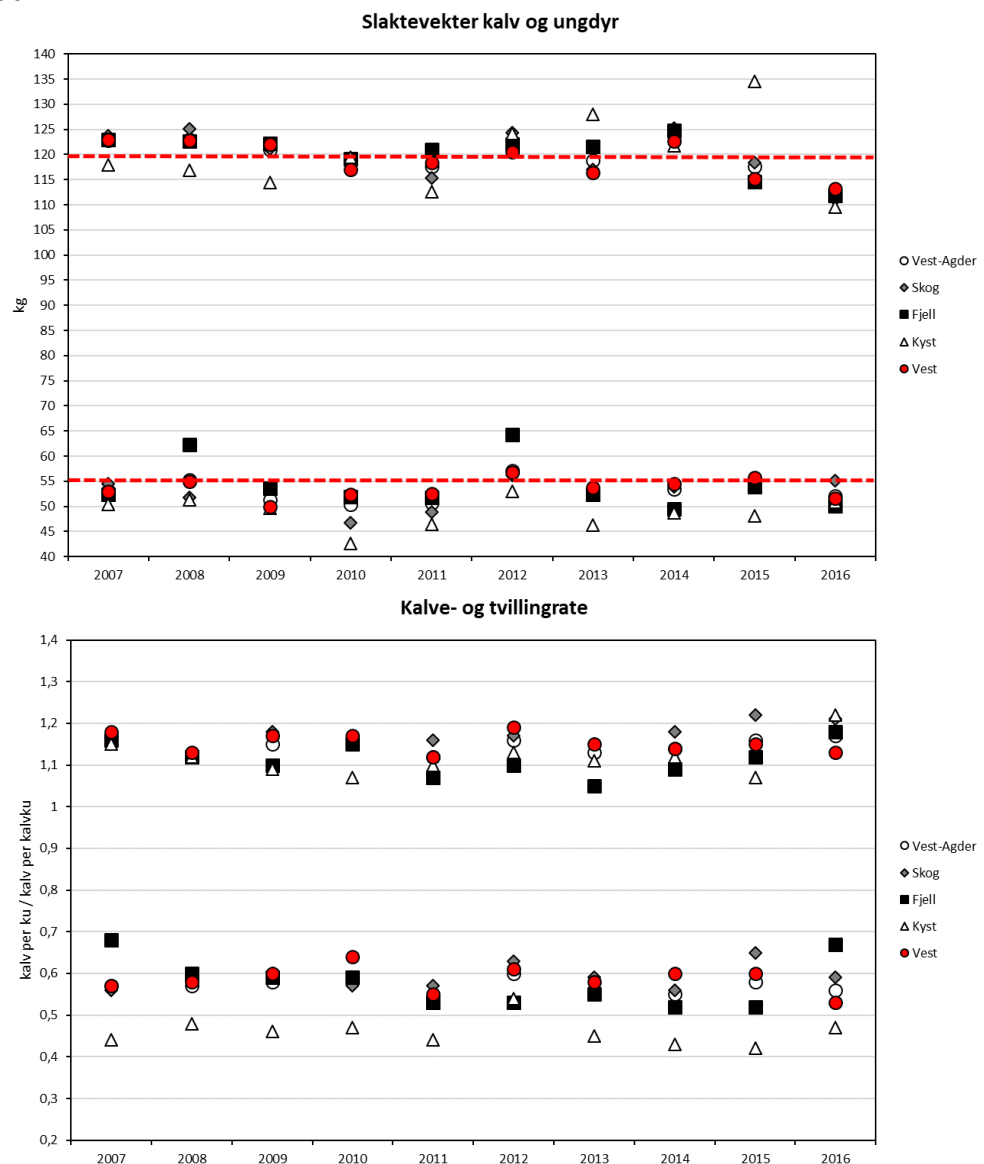 Slaktevekter kalv og ungdyr
140
135
130
125
120
115
110
105
100
95
90
85
80
75
70
65
60
55
50
45
40
kg
2007 2008 2009 2010 2011 2012 2013 2014 2015 2016
Vest-Agder
Skog
Fjell
Kyst
Vest
Kalve- og tvillingrate
1,4
1,3
1,2
1,1
1
0,9
0,8
0,7
0,6
0,5
0,4
0,3
0,2
kalv per ku / kalv per kalvku
2007 2008 2009 2010 2011 2012 2013 2014 2015 2016
Vest-Agder
Skog
Fjell
Kyst
Vest